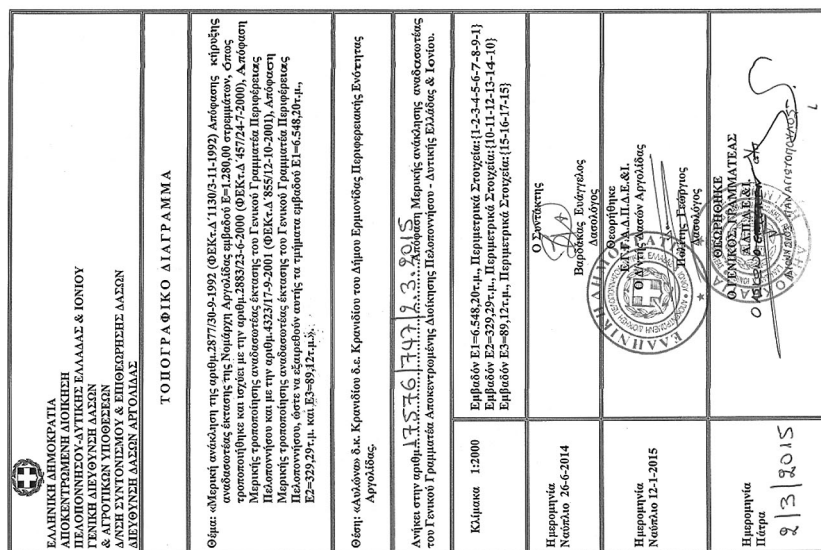 ΕΛΛΗΝΙΚΗ ΔΗΜΟΚΡΑΤΙΑ
ΑΠΟΚΕΝΤΡΩΜΕΝΗ ΔΙΟΙΚΗΣΗ
ΠΕΛΟΠΟΝΝΗΣΟΥ-ΔΥΤΙΚΗΣ ΕΛΛΑΔΑΣ & ΙΟΝΙΟΥ
ΓΕΝΙΚΗ ΔΙΕΥΘΥΝΣΗ ΔΑΣΩΝ
& ΑΓΡΟΤΙΚΩΝ ΥΠΟΘΕΣΕΩΝ
Δ/ΝΣΗ ΣΥΝΤΟΝΙΣΜΟΥ & ΕΠΙΘΕΩΡΗΣΗΣ ΔΑΣΩΝ
ΔΙΕΥΘΥΝΣΗ ΔΑΣΩΝ ΑΡΓΟΛΙΔΑΣ
ΤΟΠΟΓΡΑΦΙΚΟ ΔΙΑΓΡΑΜΜΑ
Θέμα: «Μερική ανάκληση της αριθμ.2877/30-9-1992 (ΦΕΚ τ.Δ΄1130/3-11-1992) Απόφασης κήρυξης
αναδασωτέας έκτασης της Νομάρχη Αργολίδας εμβαδού Ε=1.280,00 στρεμμάτων, όπως
τροποποιήθηκε και ισχύει με την αριθμ.2883/23-6-2000 (ΦΕΚ τ.Δ΄457/24-7-2000), Απόφαση
Μερικής τροποποίησης αναδασωτέας έκτασης του Γενικού Γραμματέα Περιφέρειας
Πελοποννήσου και με την αριθμ.4323/17-9-2001 (ΦΕΚ τ.Δ΄855/12-10-2001), Απόφαση
Μερικής τροποποίησης αναδασωτέας έκτασης του Γενικού Γραμματέα Περιφέρειας
Πελοποννήσου, ώστε να εξαιρεθούν αυτής τα τμήματα εμβαδού Ε1=6.548,20τ.μ.,
Ε2=329,29τ.μ. και Ε3=89,12τ.μ.».
Θέση: «Αυλώνα» δ.κ. Κρανιδίου δ.ε. Κρανιδίου του Δήμου Ερμιονίδας Περιφερειακής Ενότητας
Αργολίδας.
Ανήκει στην αριθμ. 17576/747/2.3.2015 Απόφαση Μερικής ανάκλησης αναδασωτέας
του Γενικού Γραμματέα Αποκεντρωμένης Διοίκησης Πελοποννήσου - Δυτικής Ελλάδας & Ιονίου.
Κλίμακα 1:2000
Εμβαδόν Ε1=6.548,20τ.μ., Περιμετρικά Στοιχεία:{1-2-3-4-5-6-7-8-9-1}
Εμβαδόν Ε2=329,29τ.μ., Περιμετρικά Στοιχεία:{10-11-12-13-14-10}
Εμβαδόν Ε3=89,12τ.μ., Περιμετρικά Στοιχεία:{15-16-17-15}
Ημερομηνία
Ναύπλιο 26-6-2014
Ο Συντάκτης
Βαρδάκας Ευάγγελος
Δασολόγος
Ημερομηνία
Ναύπλιο 12-1-2015
Θεωρήθηκε
Ε.Γ.Γ.Α.Δ.Π.Δ.Ε.&Ι.
Ο Δ/ντής Δασών Αργολίδας
Πολίτης Γεώργιος
Δασολόγος
ΕΛΛΗΝΙΚΗ
Ημερομηνία
Πάτρα
2/3/2015
ΘΕΩΡΗΘΗΚΕ
Ο ΓΕΝΙΚΟΣ ΓΡΑΜΜΑΤΕΑΣ
Α.Δ.Π.Δ.Ε.&Ι.